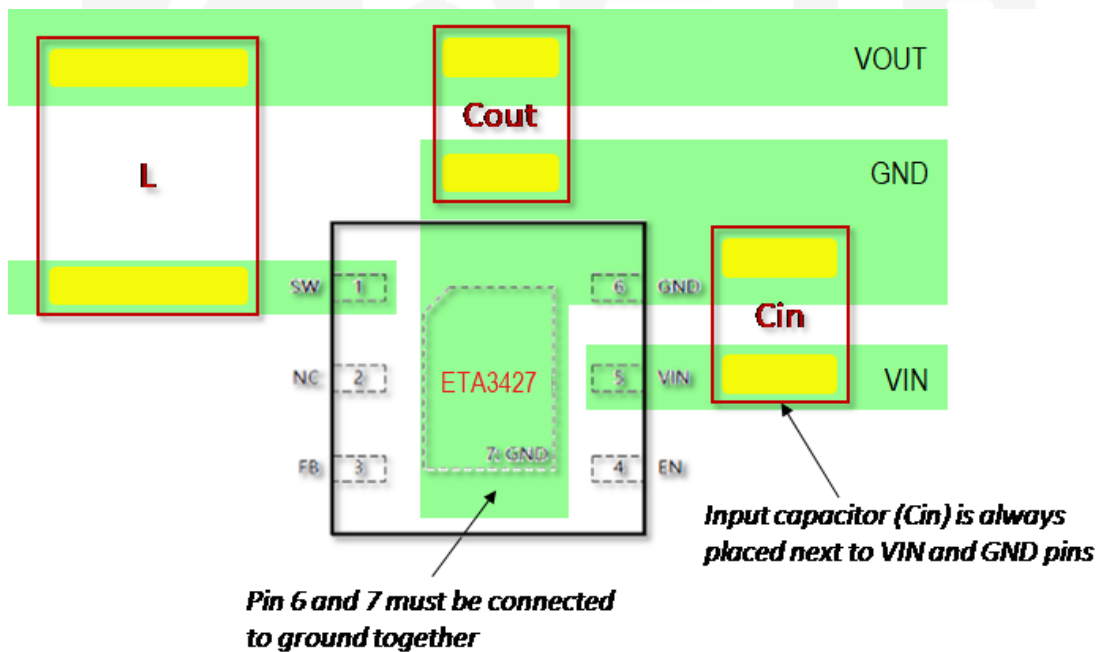 VOUT
Cout
L
GND
SW
1
6
GND
Cin
NC
2
ETA3427
5
VIN
VIN
7: GND
FB
3
4
EN
Input capacitor (Cin) is always
placed next to VIN and GND pins
Pin 6 and 7 must be connected
to ground together